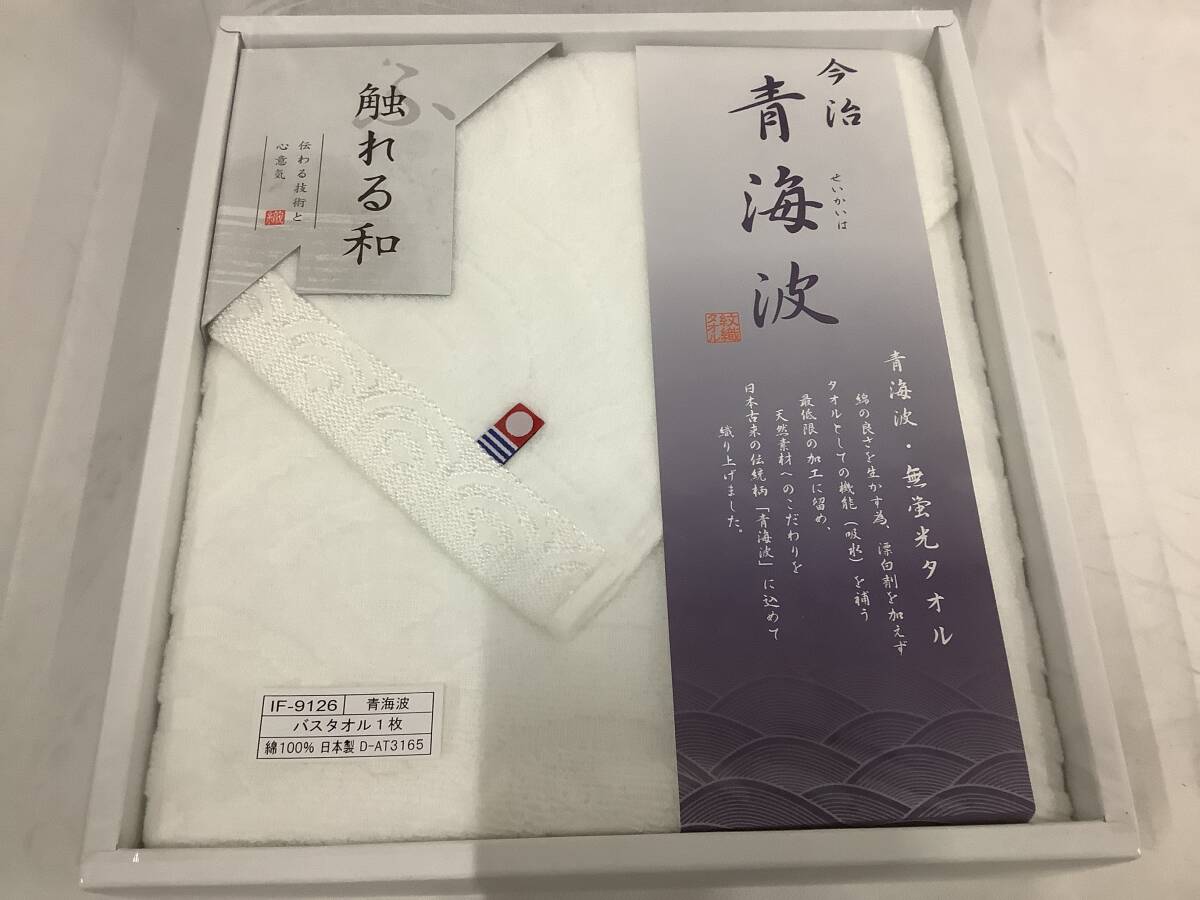 ふ
触れる和
伝わる技術と
心意気
今治
青海波
せいかいは
紋織
タオル
青海波・無蛍光タオル
綿の良さを生かす為、漂白剤を加えず
タオルとしての機能（吸水）を補う
最低限の加工に留め、
天然素材へのこだわりを
日本古来の伝統柄「青海波」に込めて
織り上げました。
IF-9126 青海波
バスタオル1枚
綿100% 日本製 D-AT3165